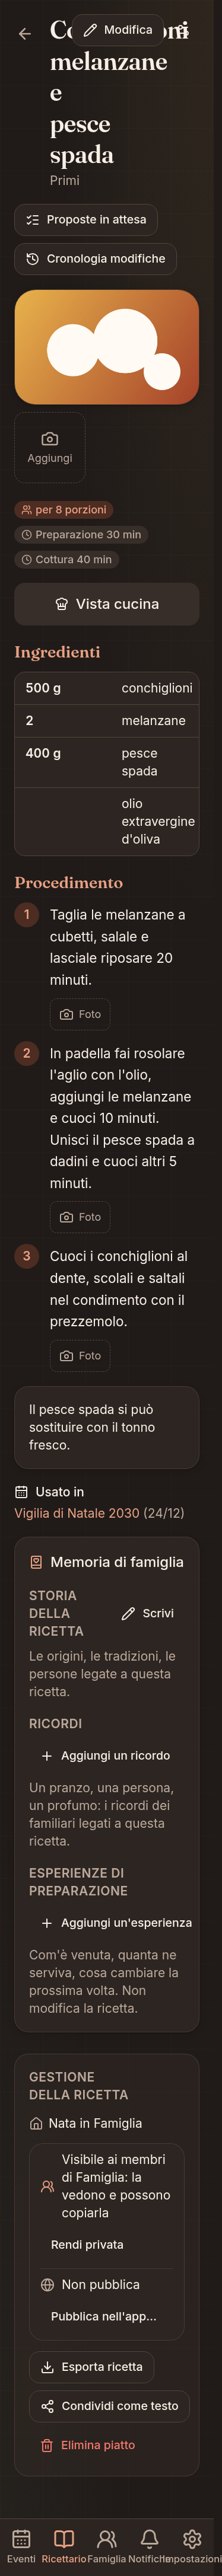 Modifica
melanzane
e
pesce
spada
Primi
Proposte in attesa
Cronologia modifiche
Aggiungi
per 8 porzioni
Preparazione 30 min
Cottura 40 min
Vista cucina
Ingredienti
500 g conchiglioni
2 melanzane
400 g pesce
spada
olio
extravergine
d'oliva
Procedimento
1 Taglia le melanzane a
cubetti, salale e
lasciale riposare 20
minuti.
Foto
2 In padella fai rosolare
l'aglio con l'olio,
aggiungi le melanzane
e cuoci 10 minuti.
Unisci il pesce spada a
dadini e cuoci altri 5
minuti.
Foto
3 Cuoci i conchiglioni al
dente, scolali e saltali
nel condimento con il
prezzemolo.
Foto
Il pesce spada si può
sostituire con il tonno
fresco.
Usato in
Vigilia di Natale 2030 (24/12)
Memoria di famiglia
STORIA
DELLA
RICETTA
Scrivi
Le origini, le tradizioni, le
persone legate a questa
ricetta.
RICORDI
Aggiungi un ricordo
Un pranzo, una persona,
un profumo: i ricordi dei
familiari legati a questa
ricetta.
ESPERIENZE DI
PREPARAZIONE
Aggiungi un'esperienza
Com'è venuta, quanta ne
serviva, cosa cambiare la
prossima volta. Non
modifica la ricetta.
GESTIONE
DELLA RICETTA
Nata in Famiglia
Visibile ai membri
di Famiglia: la
vedono e possono
copiarla
Rendi privata
Non pubblica
Pubblica nell'app…
Esporta ricetta
Condividi come testo
Elimina piatto
Eventi Ricettario Famiglia Notifiche Impostazioni